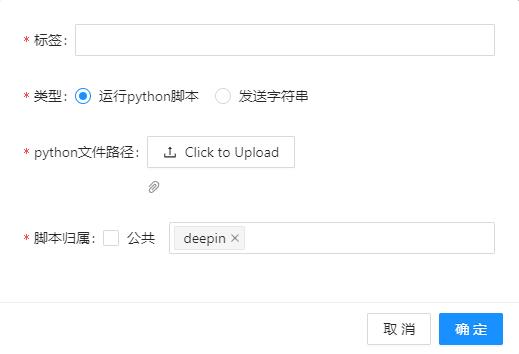 * 标签:
* 类型: 运行python脚本 发送字符串
* python文件路径: Click to Upload
* 脚本归属: 公共 deepin ×
取 消 确 定